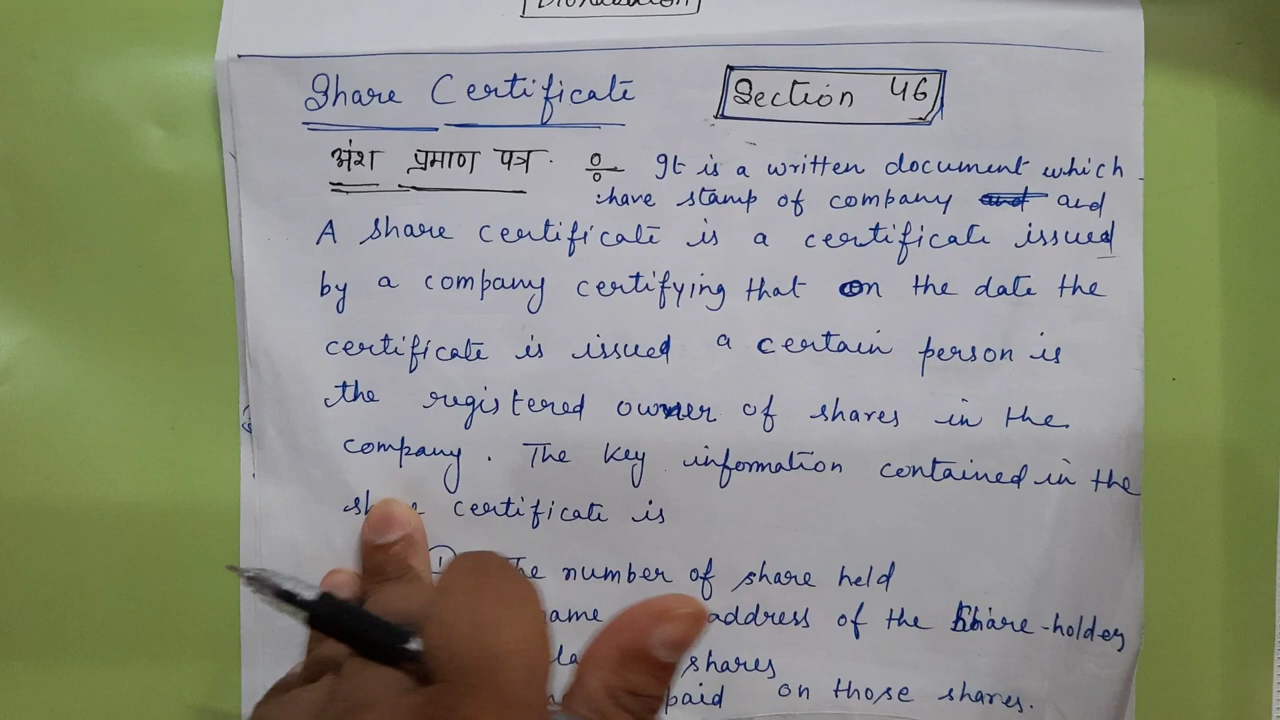 Share Certificate Section 46
अंश प्रमाण पत्र. ÷ It is a written document which
have stamp of company and and
A share certificate is a certificate issued
by a company certifying that on the date the
certificate is issued a certain person is
the registered owner of shares in the
company. The key information contained in the
certificate is
① The number of share held
address of the Share-holder
shares
paid on those shares.